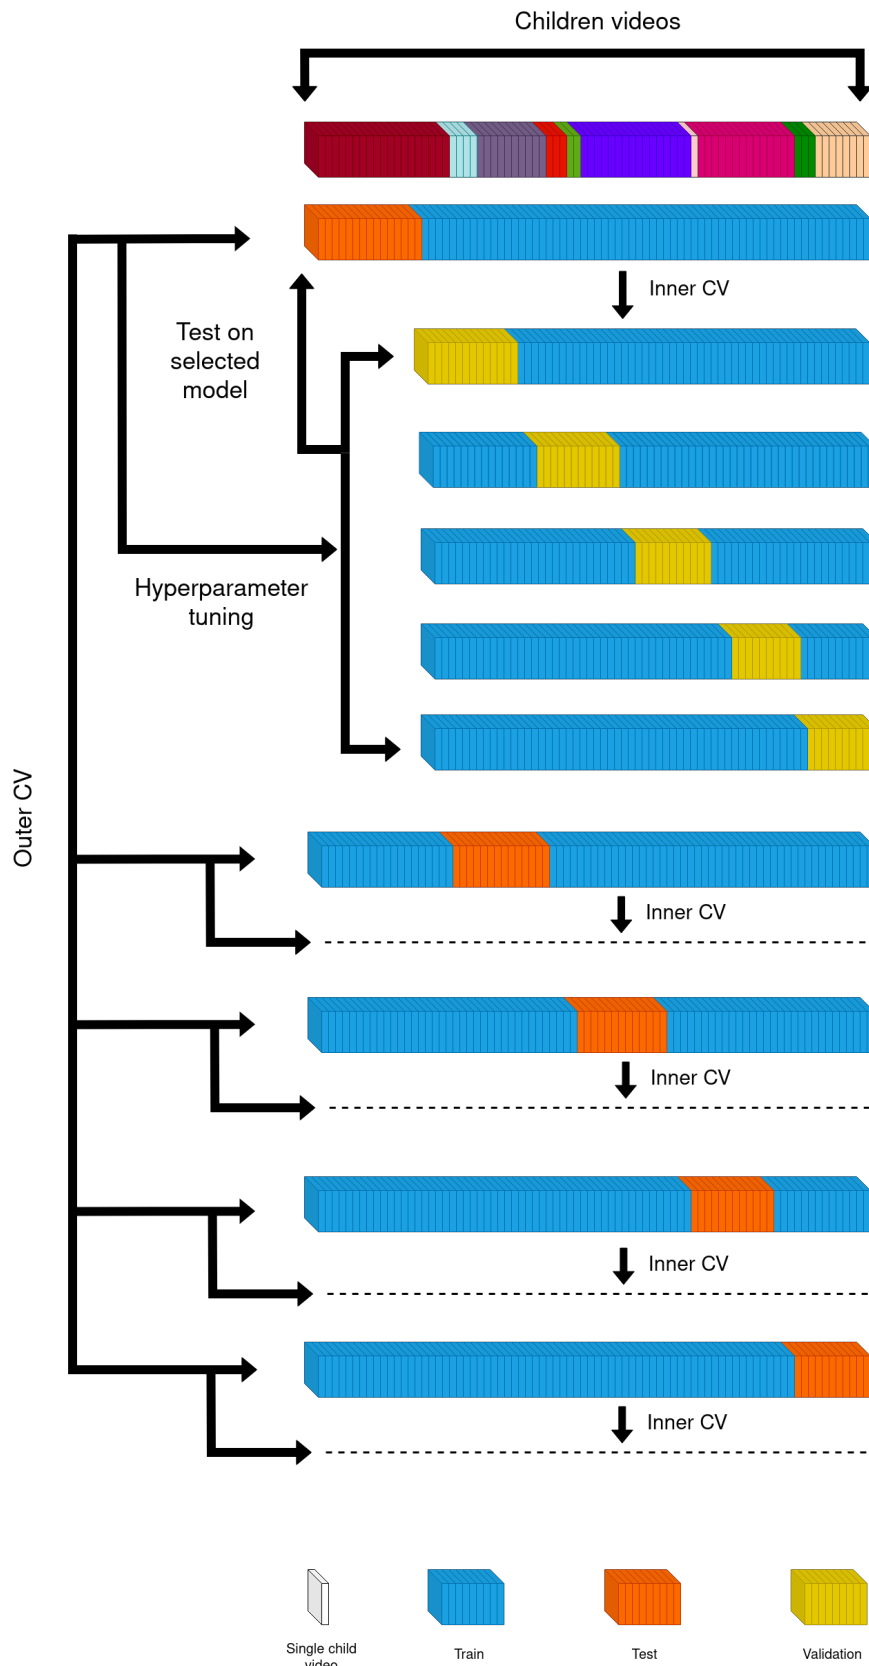 Children videos
Inner CV
Test on
selected
model
Hyperparameter
tuning
Outer CV
Inner CV
Inner CV
Inner CV
Inner CV
Single child
video
Train
Test
Validation